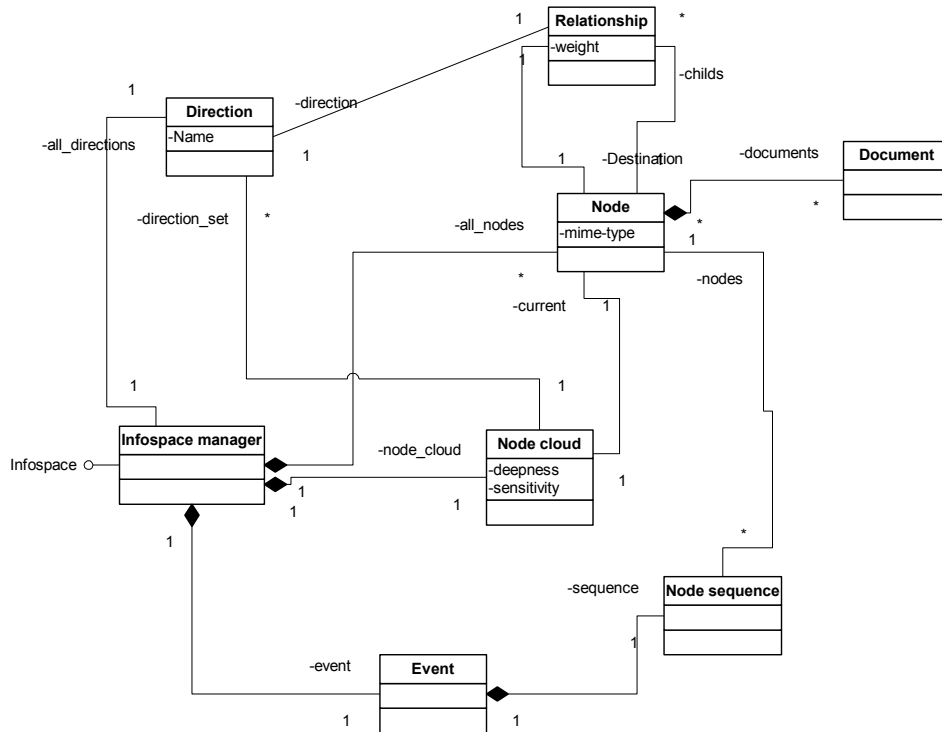 1
Relationship
*
-weight
1
-childs
1
Direction
-direction
-Name
-all_directions
1
1
-Destination
1
-documents
Document
-direction_set
*
Node
-mime-type
*
*
-all_nodes
1
*
-nodes
-current
1
1
1
Infospace manager
Node cloud
-node_cloud
Infospace
-deepness
-sensitivity
1
1
1
1
1
*
Node sequence
-sequence
1
-event
Event
1
1